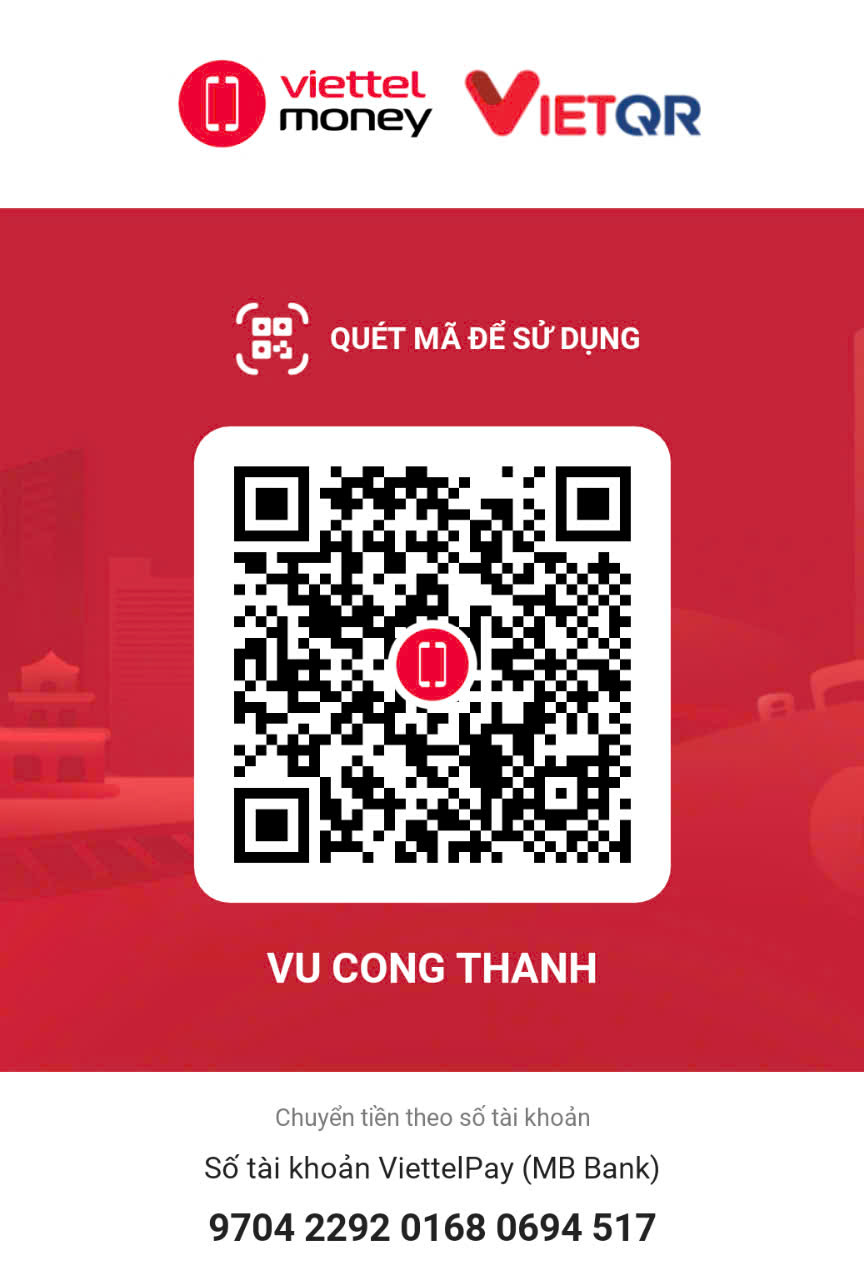 viettel
money
VIETQR
QUÉT MÃ ĐỂ SỬ DỤNG
VU CONG THANH
Chuyển tiền theo số tài khoản
Số tài khoản ViettelPay (MB Bank)
9704 2292 0168 0694 517